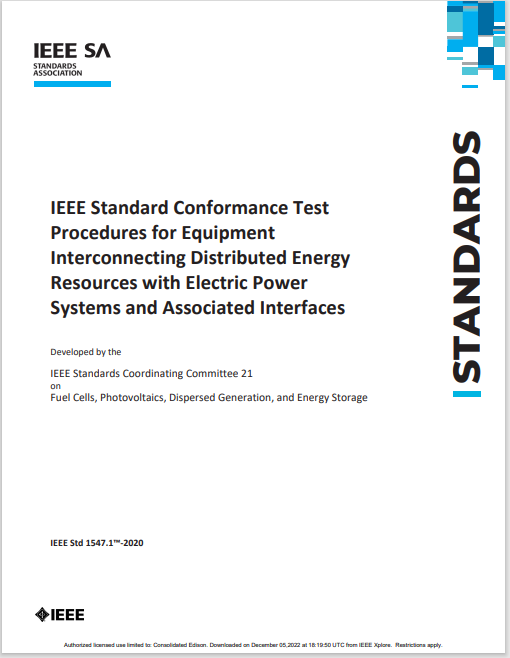 IEEE SA
STANDARDS
ASSOCIATION
STANDARDS
IEEE Standard Conformance Test
Procedures for Equipment
Interconnecting Distributed Energy
Resources with Electric Power
Systems and Associated Interfaces
Developed by the
IEEE Standards Coordinating Committee 21
on
Fuel Cells, Photovoltaics, Dispersed Generation, and Energy Storage
IEEE Std 1547.1™-2020
IEEE
Authorized licensed use limited to: Consolidated Edison. Downloaded on December 05,2022 at 18:19:50 UTC from IEEE Xplore. Restrictions apply.